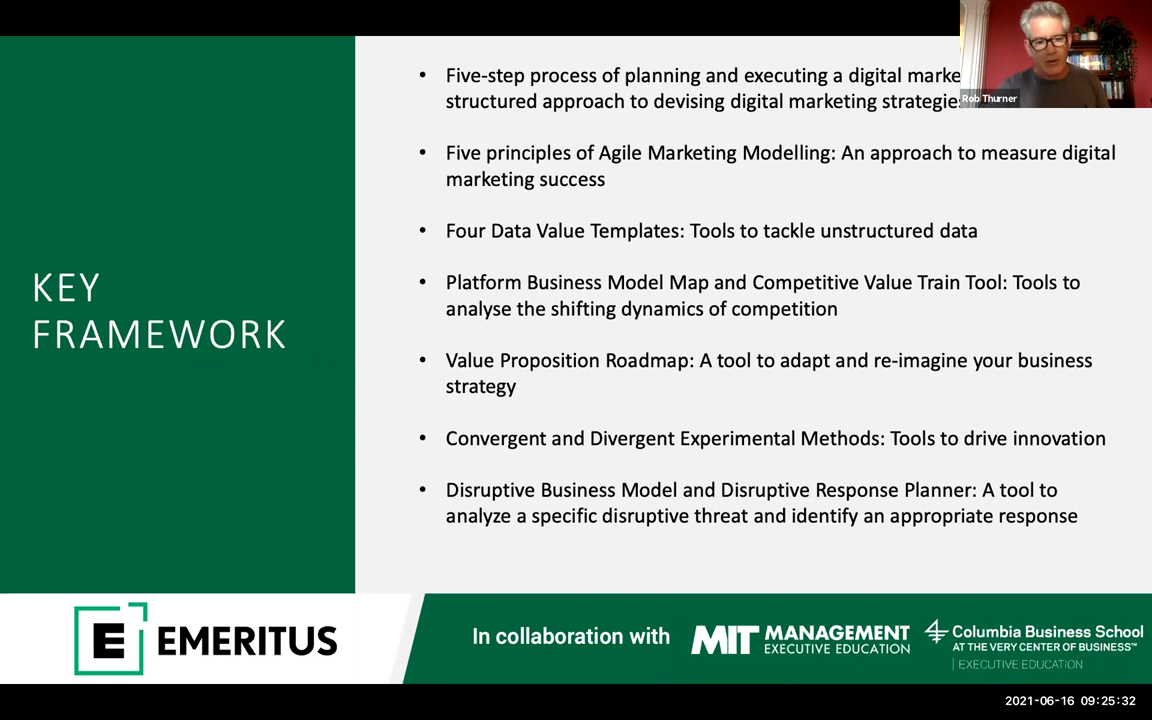 KEY
FRAMEWORK
• Five-step process of planning and executing a digital
structured approach to devising digital marketing
• Five principles of Agile Marketing Modelling: An approach to measure digital
marketing success
• Four Data Value Templates: Tools to tackle unstructured data
• Platform Business Model Map and Competitive Value Train Tool: Tools to
analyse the shifting dynamics of competition
• Value Proposition Roadmap: A tool to adapt and re-imagine your business
strategy
• Convergent and Divergent Experimental Methods: Tools to drive innovation
• Disruptive Business Model and Disruptive Response Planner: A tool to
analyze a specific disruptive threat and identify an appropriate response
Rob Thurner
E EMERITUS
In collaboration with
MIT MANAGEMENT
EXECUTIVE EDUCATION
Columbia Business School
AT THE VERY CENTER OF BUSINESS™
EXECUTIVE EDUCATION
2021-06-16 09:25:32